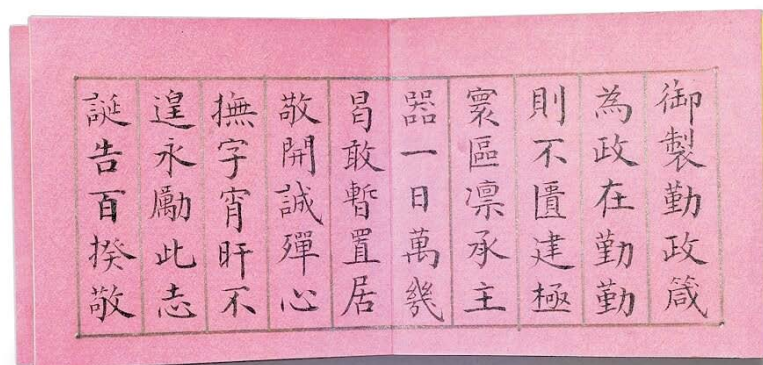 御製勤政箴
為政在勤勤
則不匱建極
寰區凛承主
器一日萬幾
曷敢暫置居
敬開誠殫心
撫字宵旰不
遑永勵此志
誕告百揆敬